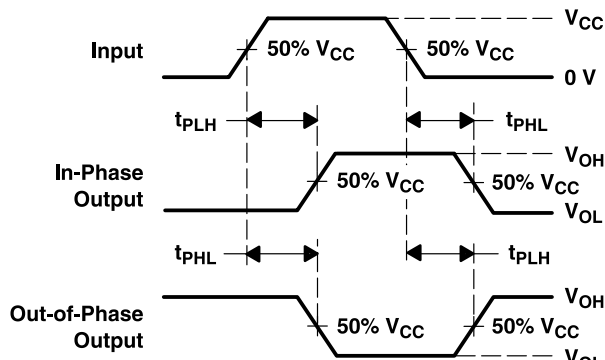 VCC
Input 50% VCC 50% VCC
0 V
tPLH tPHL
VOH
In-Phase Output 50% VCC 50% VCC
VOL
tPHL tPLH
VOH
Out-of-Phase Output 50% VCC 50% VCC
VOL